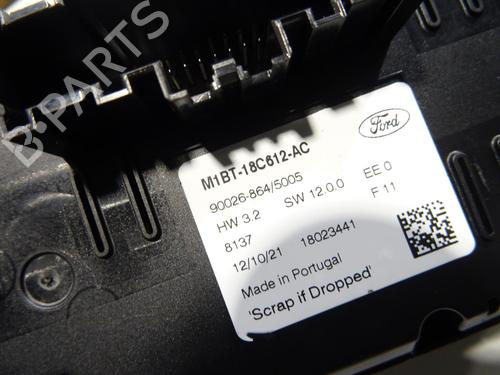 B-PARTS
Ford
M1BT-18C612-AC
90026-864/5005
HW 3.2 SW 12.0.0 EE 0
8137 F 11
12/10/21 18023441
Made in Portugal
'Scrap if Dropped'